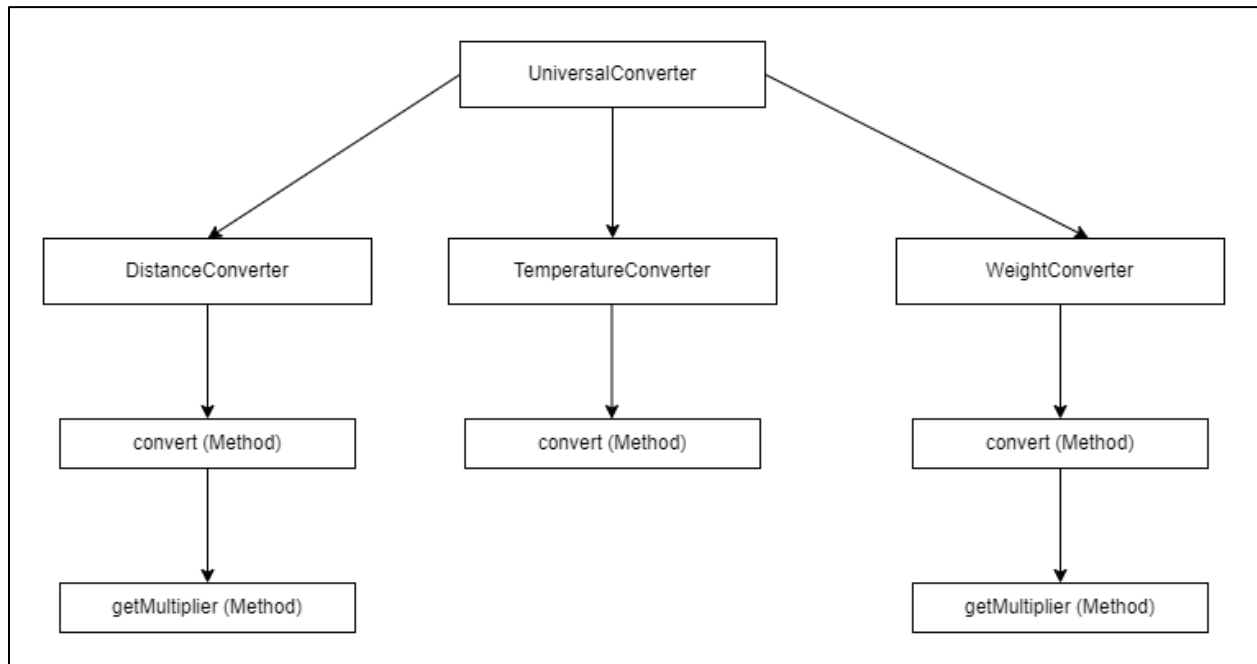 UniversalConverter
DistanceConverter
TemperatureConverter
WeightConverter
convert (Method)
convert (Method)
convert (Method)
getMultiplier (Method)
getMultiplier (Method)